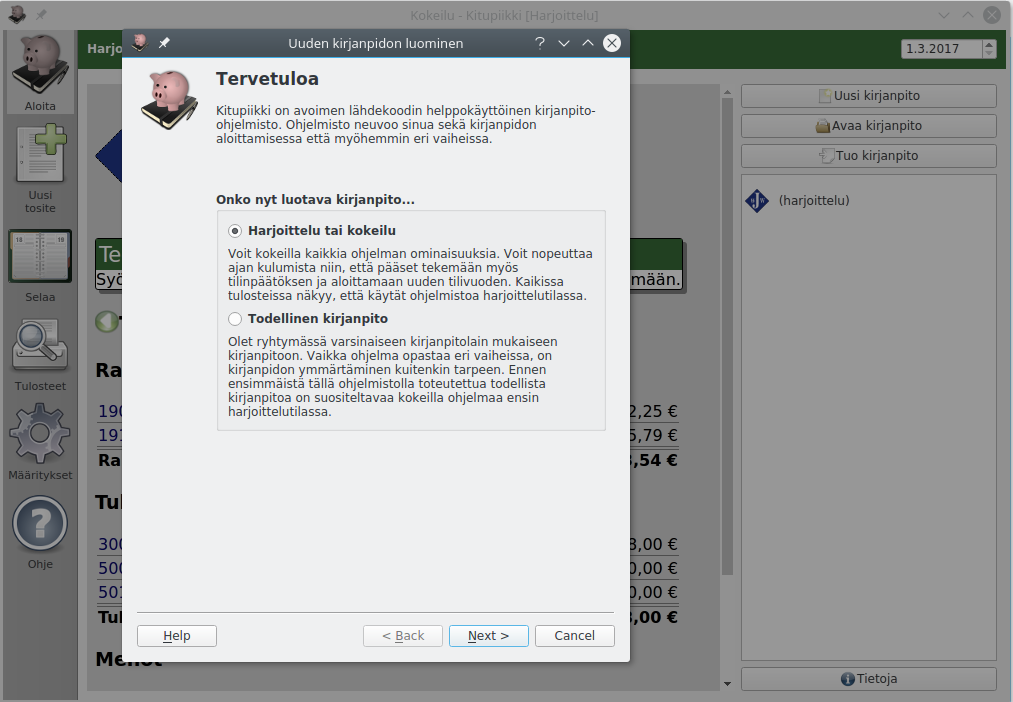 Kokeilu - Kitupiikki [Harjoittelu]
Aloita
Uusi
tosite
18
19
Selaa
Tulosteet
Määritykset
?
Ohje
Harjo
1.3.2017
Uuden kirjanpidon luominen
?
Tervetuloa
Kitupiikki on avoimen lähdekoodin helppokäyttöinen kirjanpito-
ohjelmisto. Ohjelmisto neuvoo sinua sekä kirjanpidon
aloittamisessa että myöhemmin eri vaiheissa.
Onko nyt luotava kirjanpito...
Harjoittelu tai kokeilu
Voit kokeilla kaikkia ohjelman ominaisuuksia. Voit nopeuttaa
ajan kulumista niin, että pääset tekemään myös
tilinpäätöksen ja aloittamaan uuden tilivuoden. Kaikissa
tulosteissa näkyy, että käytät ohjelmistoa harjoittelutilassa.
Todellinen kirjanpito
Olet ryhtymässä varsinaiseen kirjanpitolain mukaiseen
kirjanpitoon. Vaikka ohjelma opastaa eri vaiheissa, on
kirjanpidon ymmärtäminen kuitenkin tarpeen. Ennen
ensimmäistä tällä ohjelmistolla toteutettua todellista
kirjanpitoa on suositeltavaa kokeilla ohjelmaa ensin
harjoittelutilassa.
Help
< Back
Next >
Cancel
Te
Syö
mään.
Ra
190
2,25 €
191
5,79 €
Ra
3,54 €
Tul
300
8,00 €
500
0,00 €
501
0,00 €
Tul
8,00 €
Menot
Uusi kirjanpito
Avaa kirjanpito
Tuo kirjanpito
(harjoittelu)
Tietoja